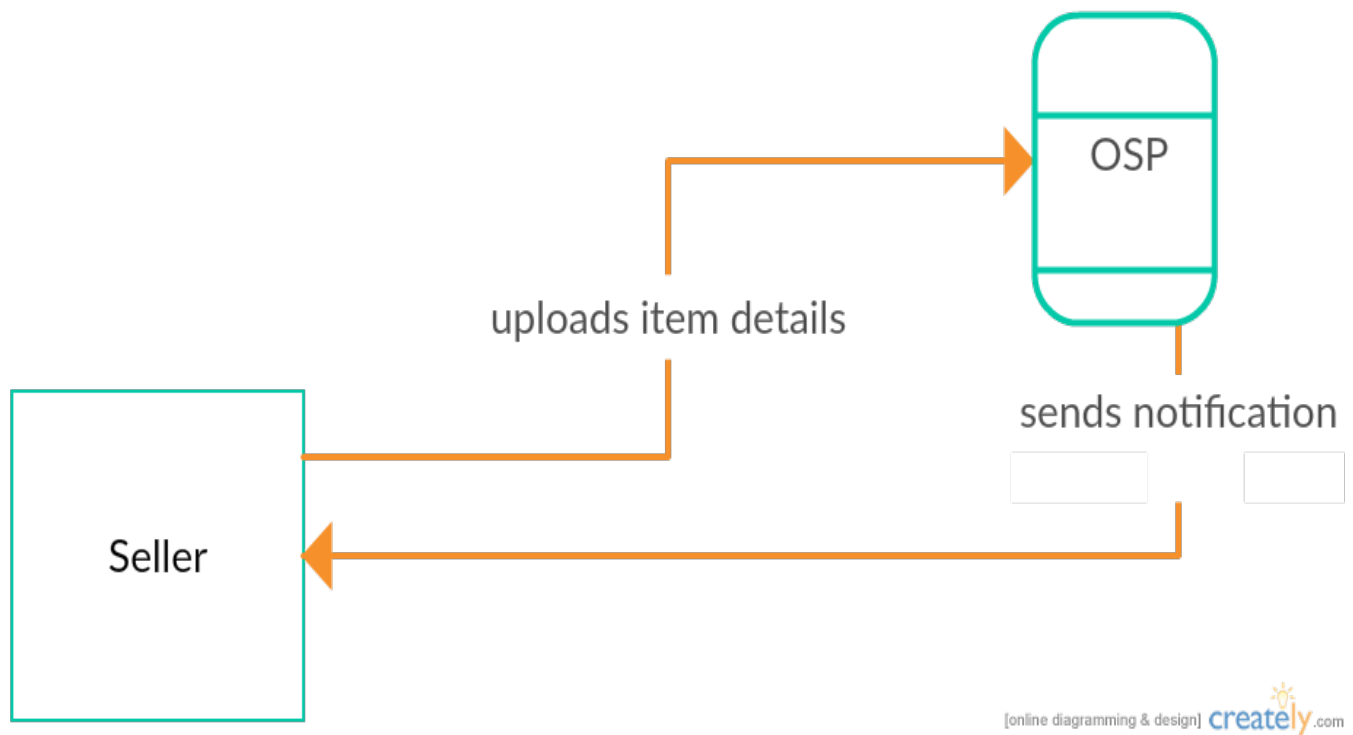 OSP
uploads item details
sends notification
Seller
[online diagramming & design] creately.com